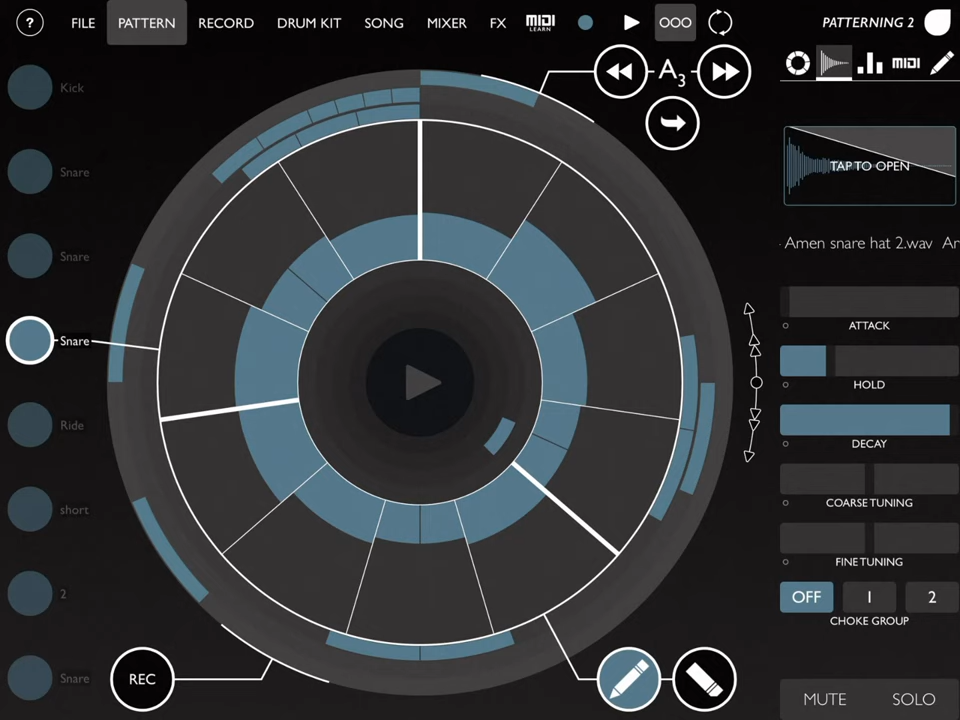 ?
FILE
PATTERN
RECORD
DRUM KIT
SONG
MIXER
FX
MIDI
LEARN
PATTERNING 2
A3
MIDI
Kick
Snare
Snare
Snare
Ride
short
2
Snare
TAP TO OPEN
Amen snare hat 2.wav
ATTACK
HOLD
DECAY
COARSE TUNING
FINE TUNING
OFF 1 2
CHOKE GROUP
REC
MUTE SOLO